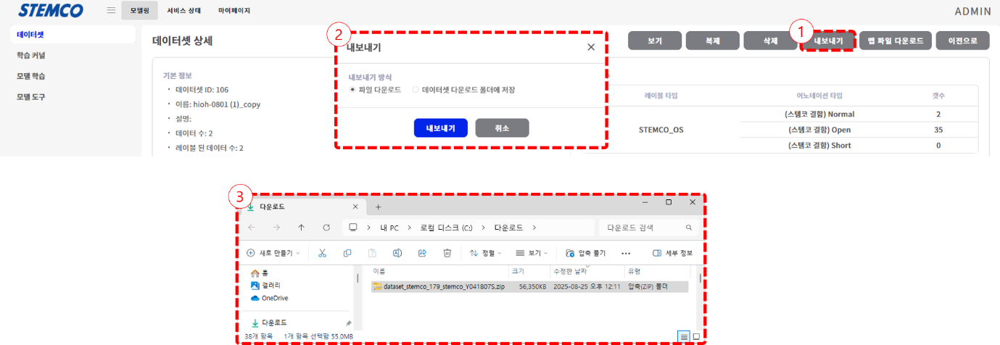 STEMCO
모델링
서비스 상태
마이페이지
ADMIN
데이터셋
학습 커널
모델 학습
모델 도구
데이터셋 상세
보기
복제
삭제
1
내보내기
맵 파일 다운로드
이전으로
기본 정보
· 데이터셋 ID: 106
· 이름: hioh-0801 (1)_copy
· 설명:
· 데이터 수: 2
· 레이블 된 데이터 수: 2
2
내보내기
내보내기 방식
파일 다운로드
데이터셋 다운로드 폴더에 저장
내보내기
취소
레이블 타입 어노테이션 타입 갯수
STEMCO_OS
(스템코 결함) Normal 2
(스템코 결함) Open 35
(스템코 결함) Short 0
3
다운로드
내 PC > 로컬 디스크 (C:) > 다운로드 >
다운로드 검색
새로 만들기
정렬
보기
압축 풀기
세부 정보
홈
갤러리
OneDrive
다운로드
이름 크기 수정한 날짜 유형
dataset_stemco_179_stemco_Y041807S.zip 56,350KB 2025-08-25 오후 12:11 압축(ZIP) 폴더
38개 항목 1개 항목 선택함 55.0MB